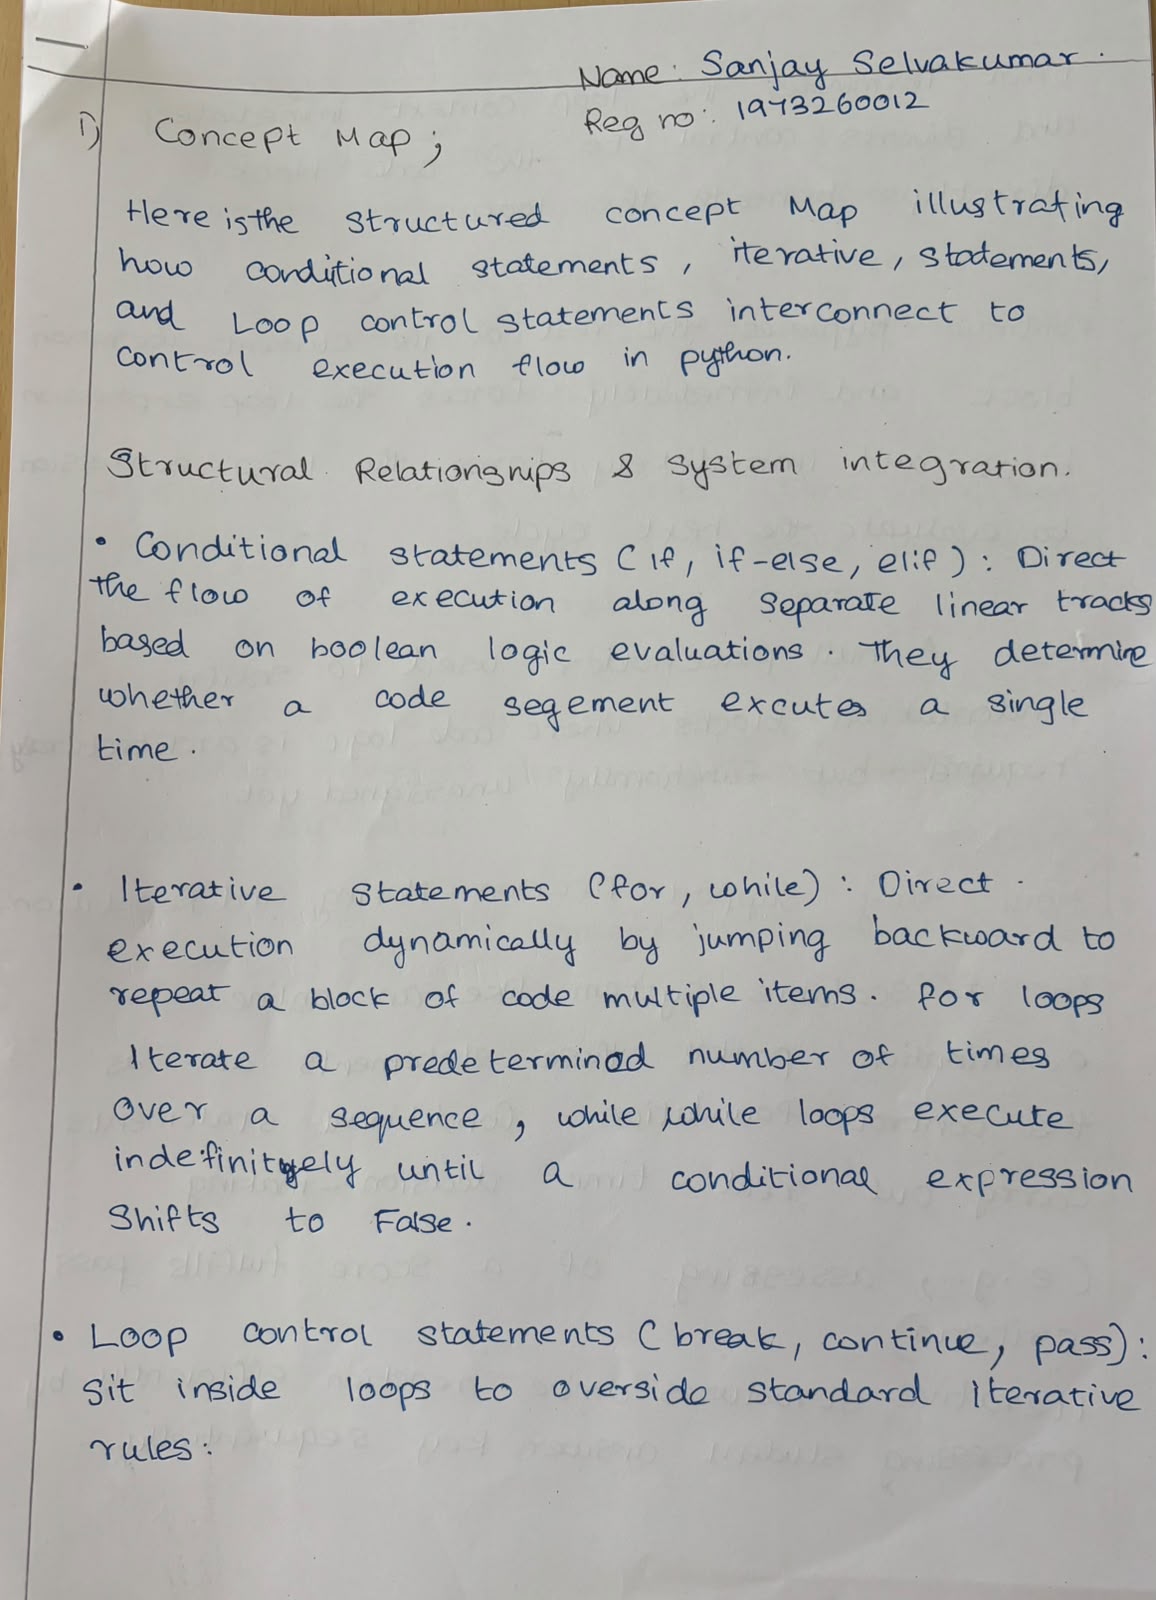 Name: Sanjay Selvakumar.
Reg no: 1973260012
1) Concept Map;
Here is the structured concept Map illustrating
how conditional statements, iterative, statements,
and Loop control statements interconnect to
control execution flow in python.
Structural Relationsnips & system integration.
• Conditional statements (if, if-else, elif): Direct
the flow of execution along separate linear tracks
based on boolean logic evaluations. They determine
whether a code segement excutes a single
time.
• Iterative statements (for, while): Direct.
execution dynamically by jumping backward to
repeat a block of code multiple items. for loops
Iterate a predetermined number of times
over a sequence, while while loops execute
indefinitely until a conditional expression
shifts to False.
• Loop control statements (break, continue, pass):
sit inside loops to overside standard iterative
rules: